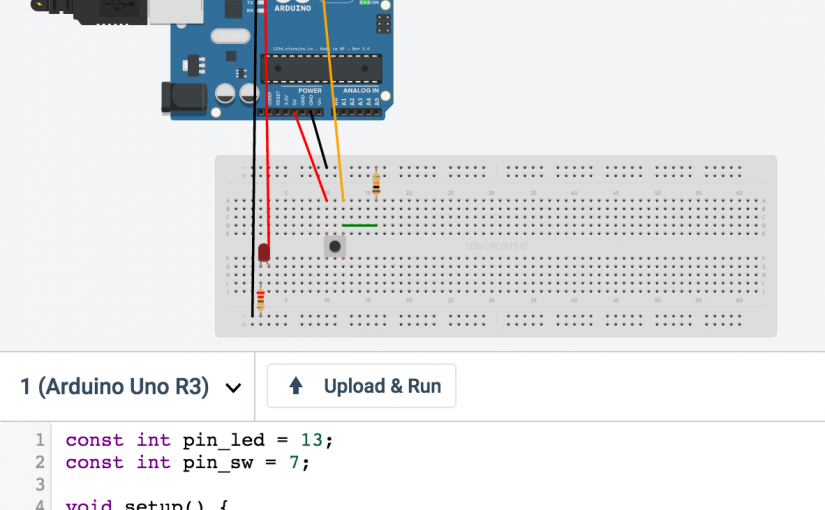 TX
RX
ARDUINO
ON
POWER
ANALOG IN
IOREF
RESET
3.3V
5V
GND
GND
Vin
A0
A1
A2
A3
A4
A5
5
10
15
20
25
30
35
40
45
50
55
60
123D.CIRCUITS.IO
5
10
15
20
25
30
35
40
45
50
55
60
1 (Arduino Uno R3)
Upload & Run
1 const int pin_led = 13;
2 const int pin_sw = 7;
3
4 void setup() {